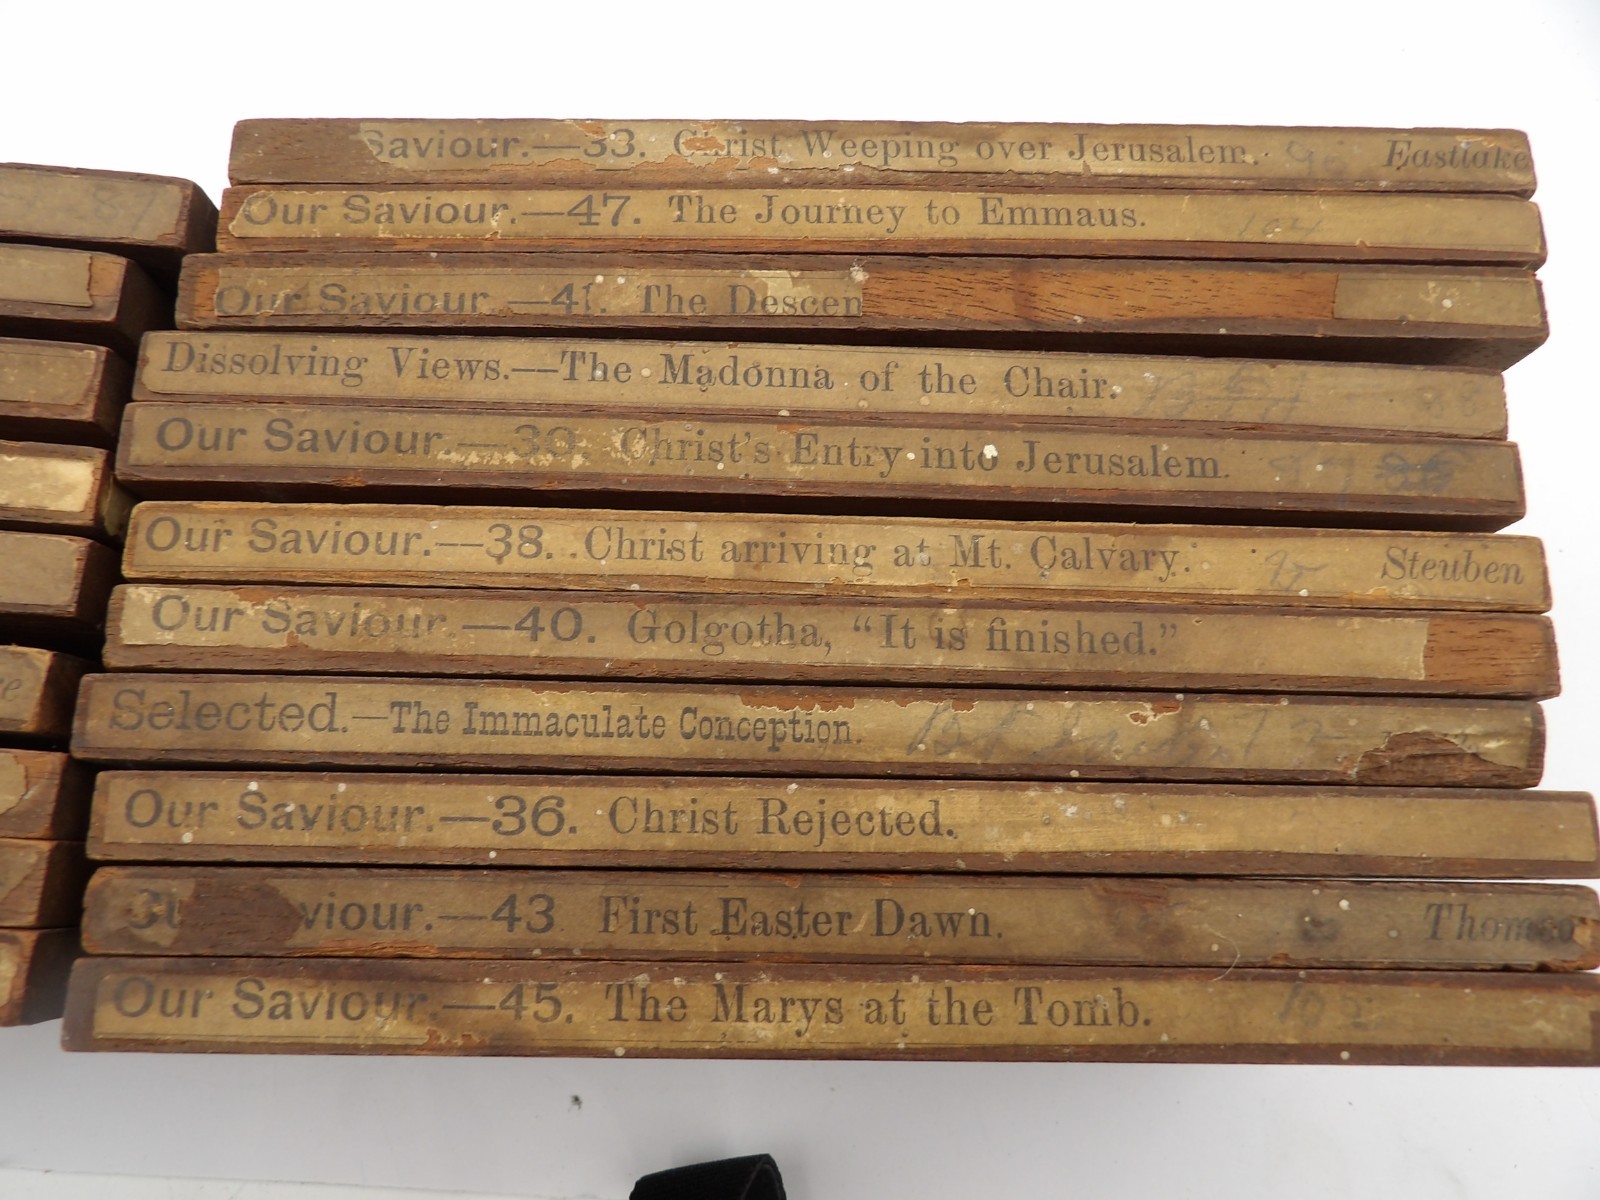 87
Saviour.—33. Christ Weeping over Jerusalem. Eastlake
Our Saviour.—47. The Journey to Emmaus. 104
Our Saviour.—41. The Descen
Dissolving Views.—The Madonna of the Chair.
Our Saviour.—39. Christ's Entry into Jerusalem.
Our Saviour.—38. Christ arriving at Mt. Calvary. Steuben
Our Saviour.—40. Golgotha, “It is finished.”
Selected.—The Immaculate Conception.
Our Saviour.—36. Christ Rejected.
viour.—43 First Easter Dawn.
Our Saviour.—45. The Marys at the Tomb.